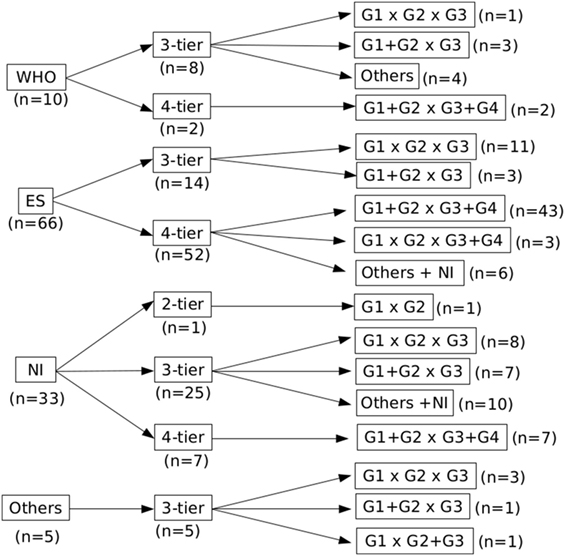 WHO
(n=10)
3-tier
(n=8)
G1 x G2 x G3 (n=1)
G1+G2 x G3 (n=3)
Others (n=4)
4-tier
(n=2)
G1+G2 x G3+G4 (n=2)
ES
(n=66)
3-tier
(n=14)
G1 x G2 x G3 (n=11)
G1+G2 x G3 (n=3)
4-tier
(n=52)
G1+G2 x G3+G4 (n=43)
G1 x G2 x G3+G4 (n=3)
Others + NI (n=6)
NI
(n=33)
2-tier
(n=1)
G1 x G2 (n=1)
3-tier
(n=25)
G1 x G2 x G3 (n=8)
G1+G2 x G3 (n=7)
Others +NI (n=10)
4-tier
(n=7)
G1+G2 x G3+G4 (n=7)
Others
(n=5)
3-tier
(n=5)
G1 x G2 x G3 (n=3)
G1+G2 x G3 (n=1)
G1 x G2+G3 (n=1)